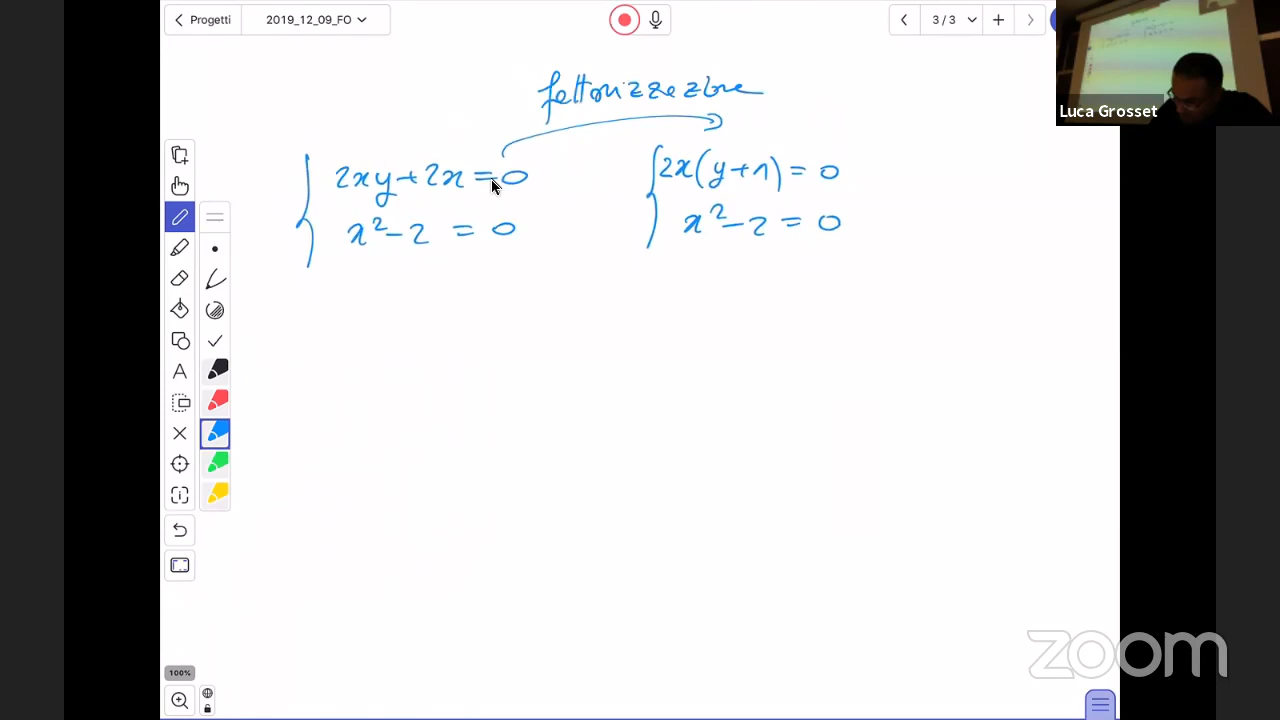 Progetti
2019_12_09_FO
3 / 3
Luca Grosset
fattorizzazione
2xy+2x=0
x²-2 = 0
2x(y+1)=0
x²-2=0
A
100%
zoom